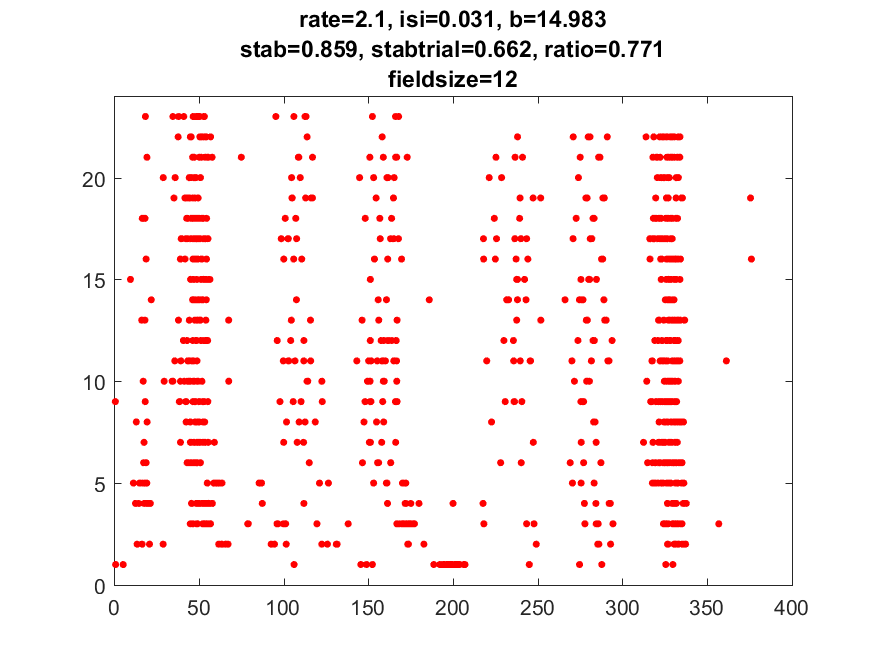 rate=2.1, isi=0.031, b=14.983
stab=0.859, stabtrial=0.662, ratio=0.771
fieldsize=12
20
15
10
5
0
0 50 100 150 200 250 300 350 400